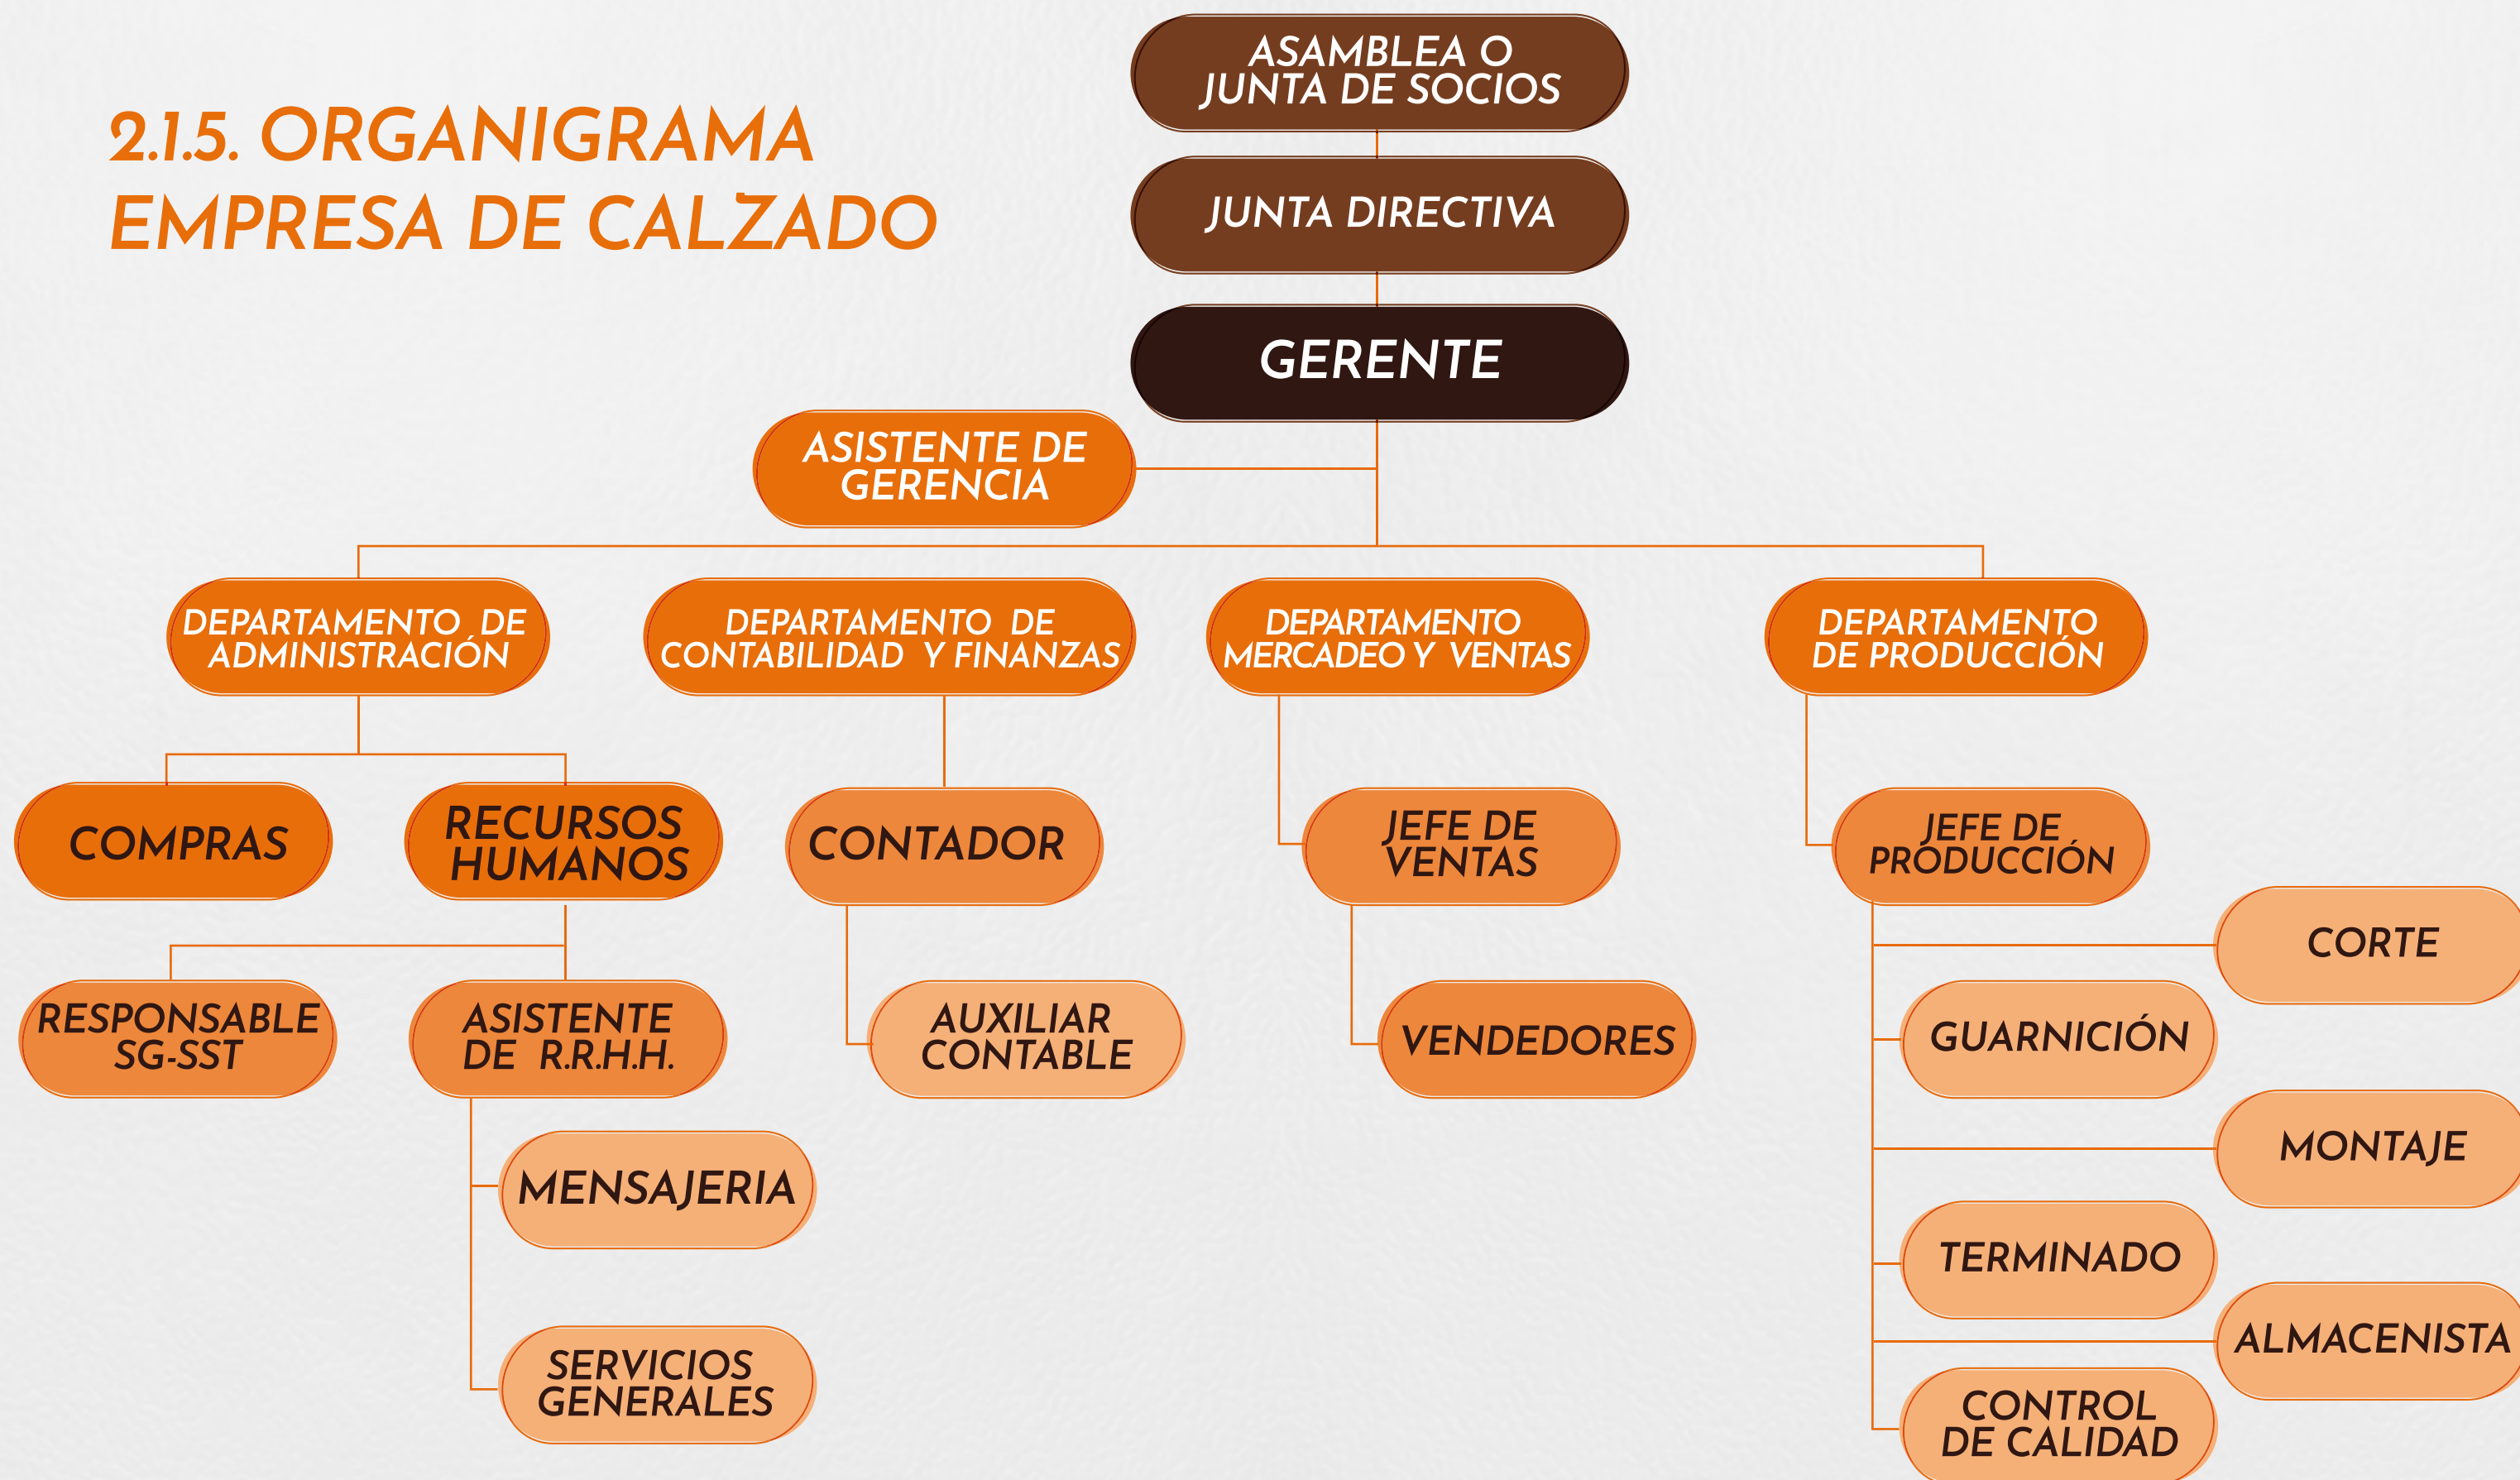 2.1.5. ORGANIGRAMA
EMPRESA DE CALZADO
ASAMBLEA O
JUNTA DE SOCIOS
JUNTA DIRECTIVA
GERENTE
ASISTENTE DE
GERENCIA
DEPARTAMENTO DE
ADMINISTRACIÓN
DEPARTAMENTO DE
CONTABILIDAD Y FINANZAS
DEPARTAMENTO
MERCADEO Y VENTAS
DEPARTAMENTO
DE PRODUCCIÓN
COMPRAS
RECURSOS
HUMANOS
CONTADOR
JEFE DE
VENTAS
JEFE DE
PRODUCCIÓN
RESPONSABLE
SG-SST
ASISTENTE
DE R.R.H.H.
AUXILIAR
CONTABLE
VENDEDORES
CORTE
GUARNICIÓN
MONTAJE
MENSAJERIA
TERMINADO
ALMACENISTA
SERVICIOS
GENERALES
CONTROL
DE CALIDAD